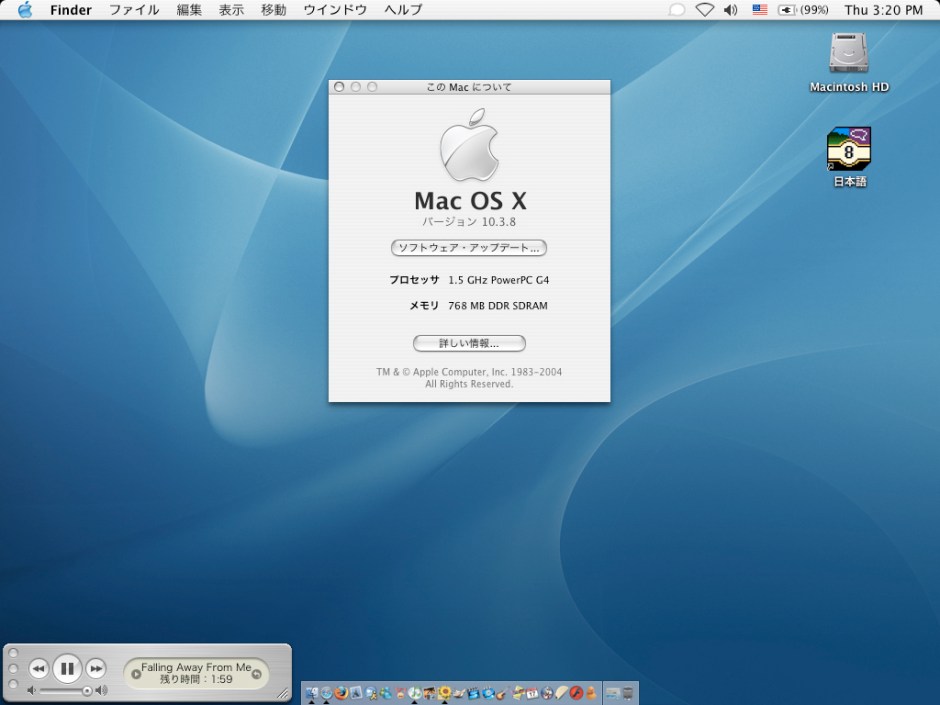 Finder ファイル 編集 表示 移動 ウインドウ ヘルプ (99%) Thu 3:20 PM
Macintosh HD
8
日本語
この Mac について
Mac OS X
バージョン 10.3.8
ソフトウェア・アップデート...
プロセッサ 1.5 GHz PowerPC G4
メモリ 768 MB DDR SDRAM
詳しい情報...
TM & © Apple Computer, Inc. 1983-2004
All Rights Reserved.
Falling Away From Me
残り時間：1:59